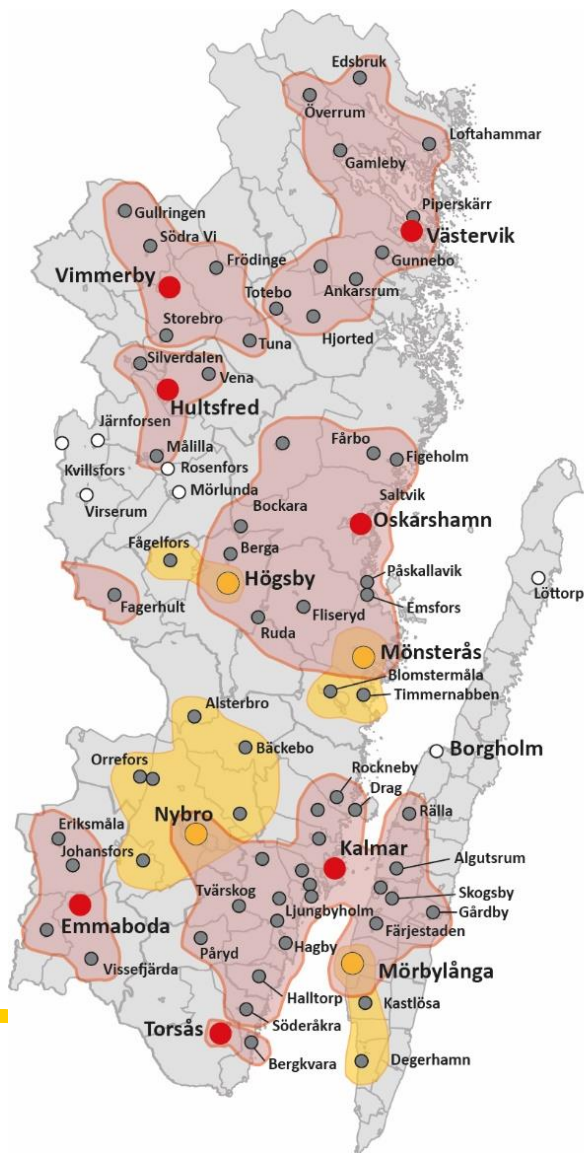 Edsbruk
Överrum
Loftahammar
Gamleby
Piperskärr
Gullringen
Västervik
Södra Vi
Gunnebo
Frödinge
Vimmerby
Totebo
Ankarsrum
Storebro
Hjorted
Tuna
Silverdalen
Vena
Hultsfred
Järnforsen
Fårbo
Målilla
Figeholm
Kvillsfors
Rosenfors
Saltvik
Virserum
Mörlunda
Bockara
Oskarshamn
Fågelfors
Berga
Påskallavik
Högsby
Löttorp
Fagerhult
Fliseryd
Emsfors
Ruda
Mönsterås
Blomstermåla
Timmernabben
Alsterbro
Bäckebo
Borgholm
Orrefors
Rockneby
Drag
Nybro
Rälla
Eriksmåla
Kalmar
Johansfors
Algutsrum
Tvärskog
Skogsby
Ljungbyholm
Gårdby
Emmaboda
Färjestaden
Påryd
Hagby
Vissefjärda
Mörbylånga
Halltorp
Kastlösa
Söderåkra
Torsås
Bergkvara
Degerhamn